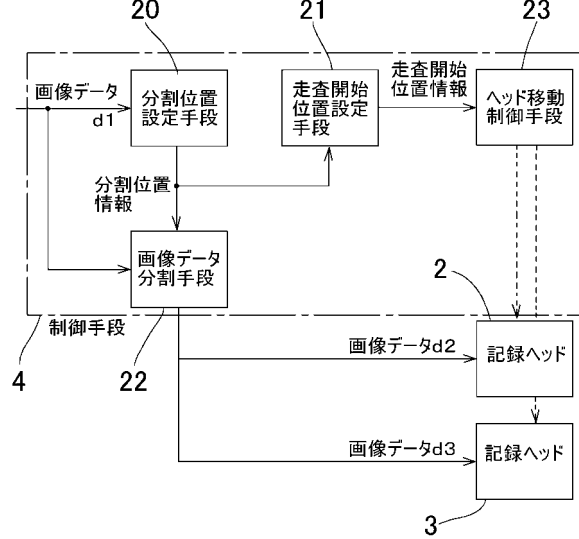 20
21
23
画像データ
d1
分割位置
設定手段
走査開始
位置設定
手段
走査開始
位置情報
ヘッド移動
制御手段
分割位置
情報
画像データ
分割手段
2
4
制御手段
22
画像データd2
記録ヘッド
画像データd3
記録ヘッド
3